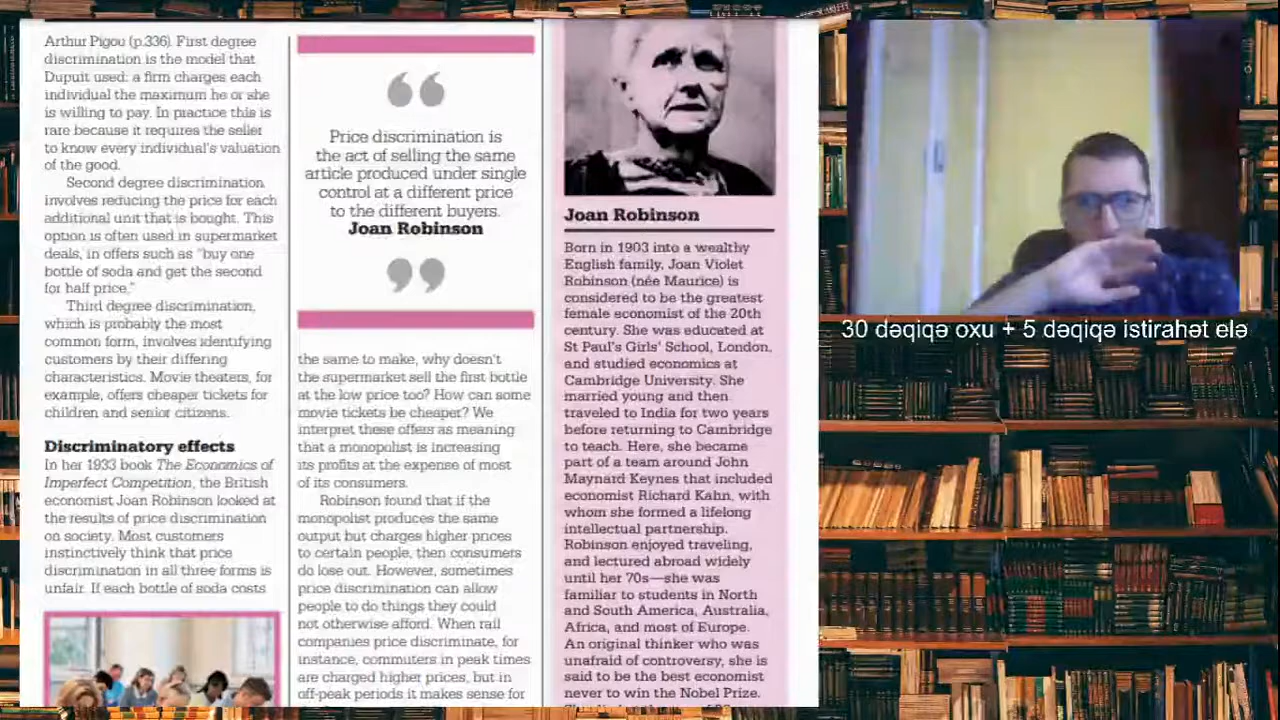 Arthur Pigou (p.336). First degree
discrimination is the model that
Dupuit used: a firm charges each
individual the maximum he or she
is willing to pay. In practice this is
rare because it requires the seller
to know every individual's valuation
of the good.
Second degree discrimination
involves reducing the price for each
additional unit that is bought. This
option is often used in supermarket
deals, in offers such as "buy one
bottle of soda and get the second
for half price."
Third degree discrimination,
which is probably the most
common form, involves identifying
customers by their differing
characteristics. Movie theaters, for
example, offers cheaper tickets for
children and senior citizens.
Discriminatory effects
In her 1933 book The Economics of
Imperfect Competition, the British
economist Joan Robinson looked at
the results of price discrimination
on society. Most customers
instinctively think that price
discrimination in all three forms is
unfair. If each bottle of soda costs
“
Price discrimination is
the act of selling the same
article produced under single
control at a different price
to the different buyers.
Joan Robinson
”
the same to make, why doesn't
the supermarket sell the first bottle
at the low price too? How can some
movie tickets be cheaper? We
interpret these offers as meaning
that a monopolist is increasing
its profits at the expense of most
of its consumers.
Robinson found that if the
monopolist produces the same
output but charges higher prices
to certain people, then consumers
do lose out. However, sometimes
price discrimination can allow
people to do things they could
not otherwise afford. When rail
companies price discriminate, for
instance, commuters in peak times
are charged higher prices, but in
off-peak periods it makes sense for
Joan Robinson
Born in 1903 into a wealthy
English family, Joan Violet
Robinson (née Maurice) is
considered to be the greatest
female economist of the 20th
century. She was educated at
St Paul's Girls' School, London,
and studied economics at
Cambridge University. She
married young and then
traveled to India for two years
before returning to Cambridge
to teach. Here, she became
part of a team around John
Maynard Keynes that included
economist Richard Kahn, with
whom she formed a lifelong
intellectual partnership.
Robinson enjoyed traveling,
and lectured abroad widely
until her 70s—she was
familiar to students in North
and South America, Australia,
Africa, and most of Europe.
An original thinker who was
unafraid of controversy, she is
said to be the best economist
never to win the Nobel Prize.
30 dəqiqə oxu + 5 dəqiqə istirahət elə